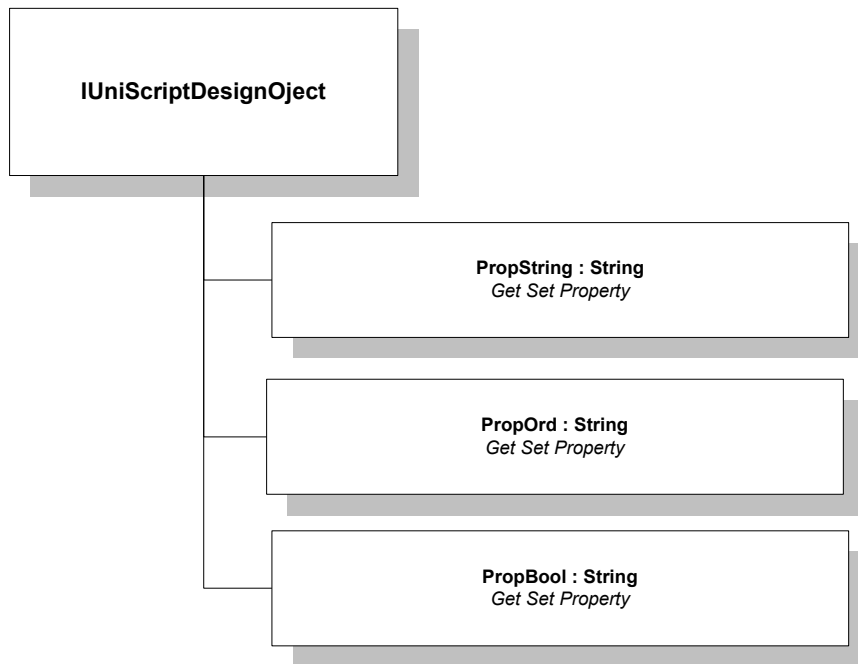 IUniScriptDesignOject
PropString : String
Get Set Property
PropOrd : String
Get Set Property
PropBool : String
Get Set Property